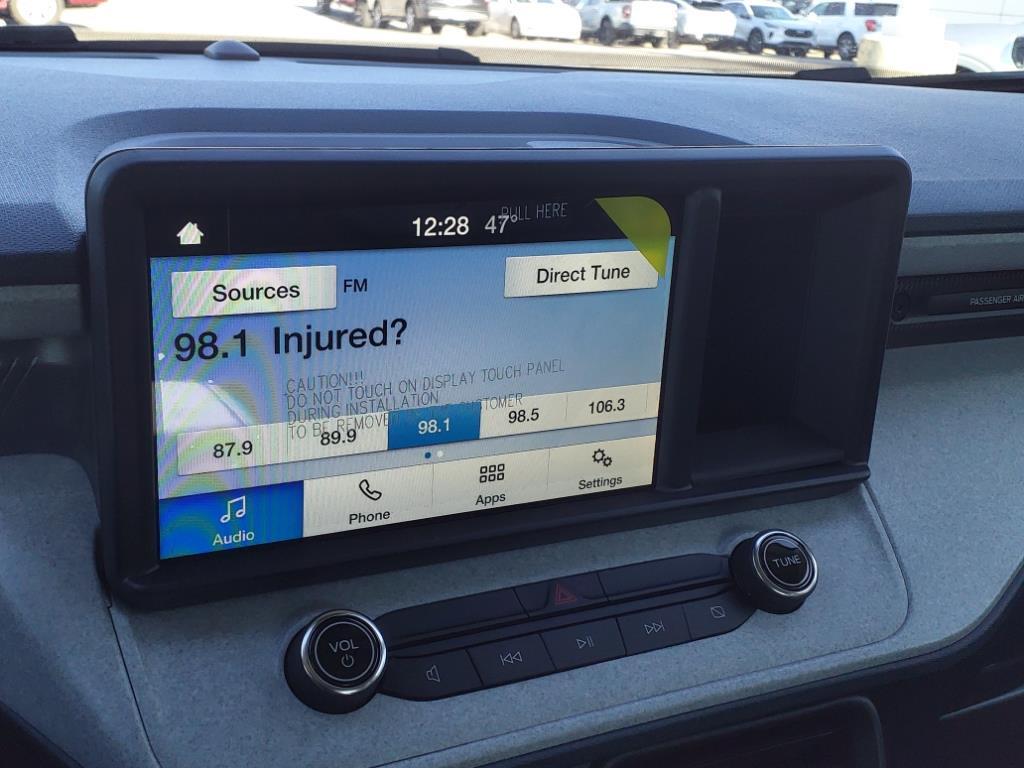 12:28 47°
PULL HERE
Sources FM Direct Tune
98.1 Injured?
CAUTION!!!
DO NOT TOUCH ON DISPLAY TOUCH PANEL
DURING INSTALLATION
TO BE REMOVED CUSTOMER
87.9 89.9 98.1 98.5 106.3
Audio Phone Apps Settings
VOL
TUNE
PASSENGER AIR